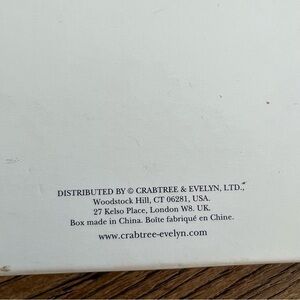 DISTRIBUTED BY © CRABTREE & EVELYN, LTD.,
Woodstock Hill, CT 06281, USA.
27 Kelso Place, London W8. UK.
Box made in China. Boîte fabriqué en Chine.
www.crabtree-evelyn.com